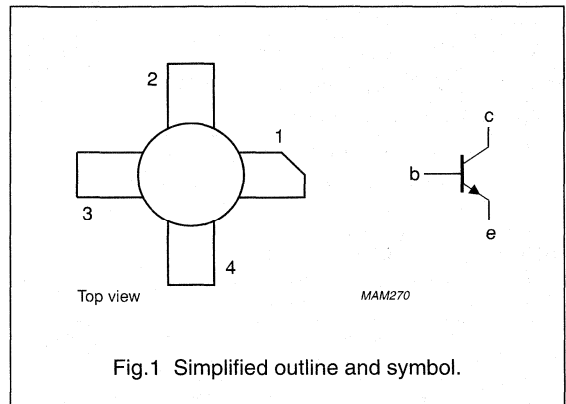 2
1
3
4
Top view
c
b
e
MAM270
Fig.1 Simplified outline and symbol.